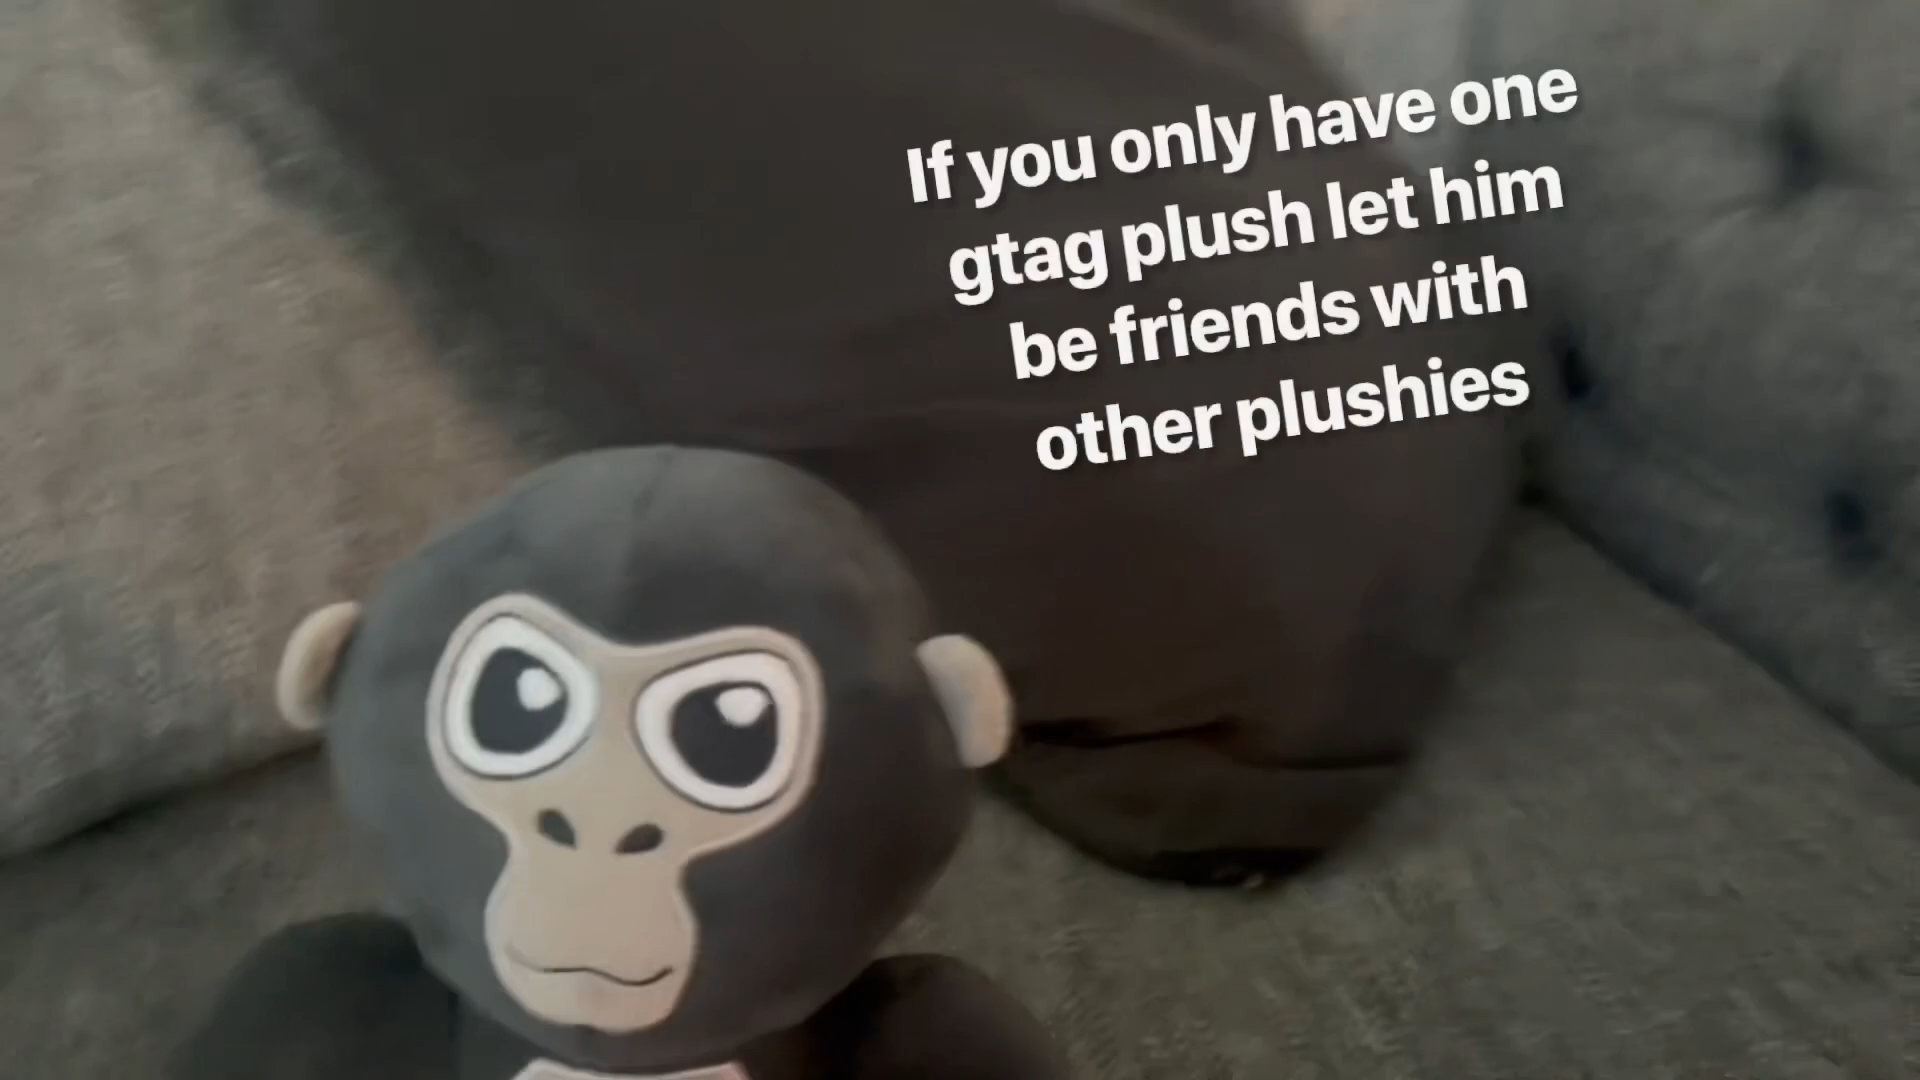 If you only have one
gtag plush let him
be friends with
other plushies